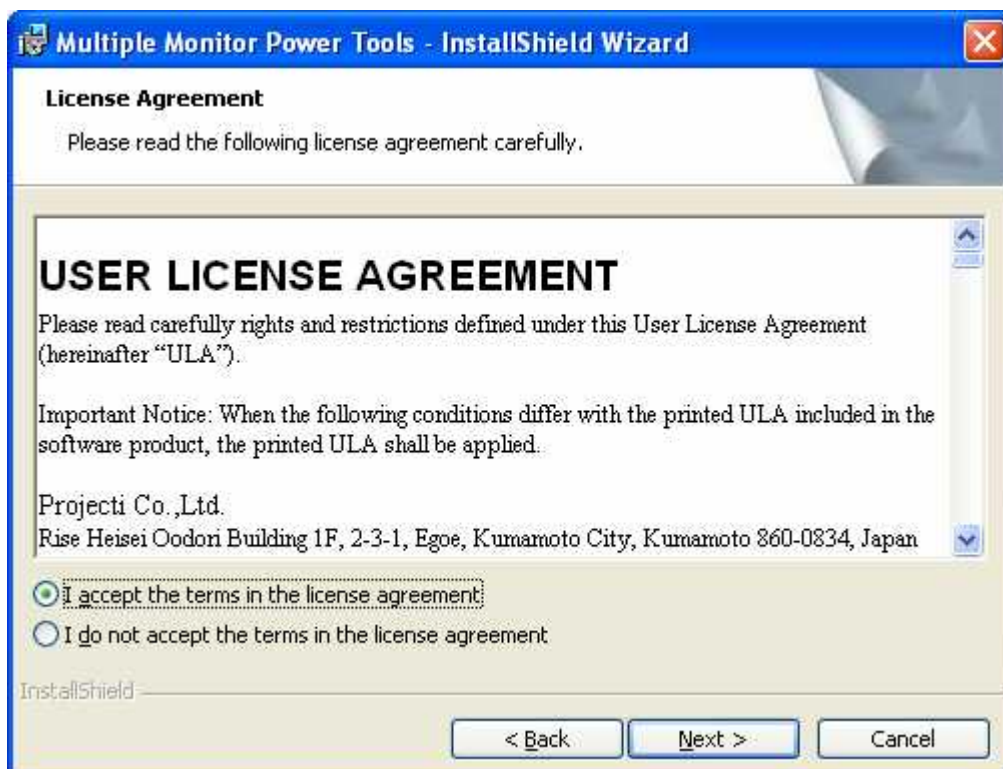 Multiple Monitor Power Tools - InstallShield Wizard
License Agreement
Please read the following license agreement carefully.
USER LICENSE AGREEMENT
Please read carefully rights and restrictions defined under this User License Agreement
(hereinafter “ULA”).
Important Notice: When the following conditions differ with the printed ULA included in the
software product, the printed ULA shall be applied.
Projecti Co.,Ltd.
Rise Heisei Oodori Building 1F, 2-3-1, Egoe, Kumamoto City, Kumamoto 860-0834, Japan
I accept the terms in the license agreement
I do not accept the terms in the license agreement
InstallShield
< Back
Next >
Cancel